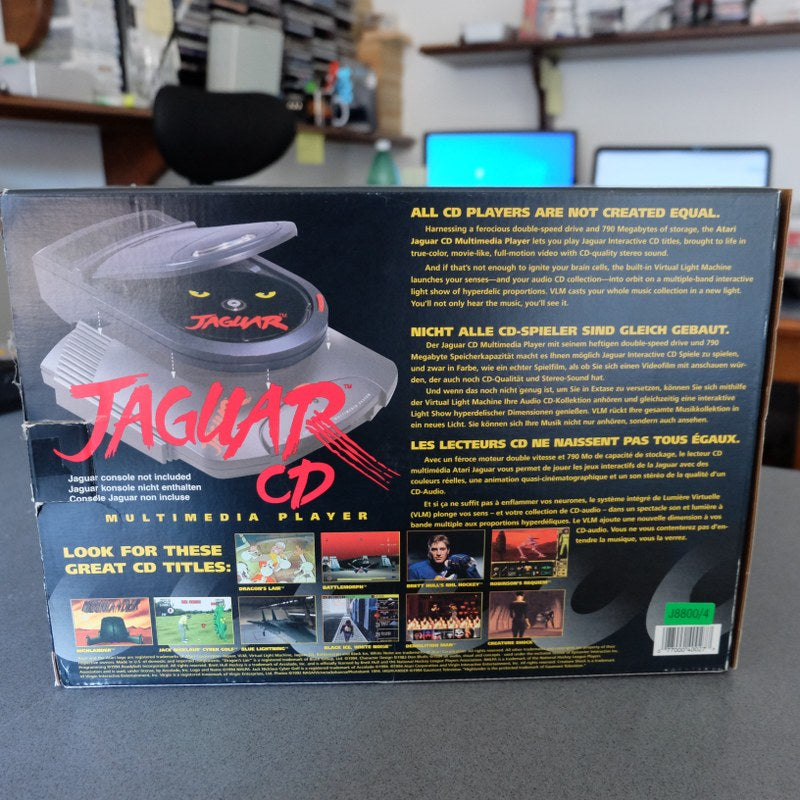 JAGUAR
JAGUAR™
CD
MULTIMEDIA PLAYER
Jaguar console not included
Jaguar konsole nicht enthalten
Console Jaguar non incluse
ALL CD PLAYERS ARE NOT CREATED EQUAL.
Harnessing a ferocious double-speed drive and 790 Megabytes of storage, the Atari
Jaguar CD Multimedia Player lets you play Jaguar Interactive CD titles, brought to life in
true-color, movie-like, full-motion video with CD-quality stereo sound.
And if that's not enough to ignite your brain cells, the built-in Virtual Light Machine
launches your senses—and your audio CD collection—into orbit on a multiple-band interactive
light show of hyperdelic proportions. VLM casts your whole music collection in a new light.
You'll not only hear the music, you'll see it.
NICHT ALLE CD-SPIELER SIND GLEICH GEBAUT.
Der Jaguar CD Multimedia Player mit seinem heftigen double-speed drive und 790
Megabyte Speicherkapazität macht es Ihnen möglich Jaguar Interactive CD Spiele zu spielen,
und zwar in Farbe, wie ein echter Spielfilm, als ob Sie sich einen Videofilm mit anschauen wür-
den, der auch noch CD-Qualität und Stereo-Sound hat.
Und wenn das noch nicht genug ist, um Sie in Extase zu versetzen, können Sie sich mithilfe
der Virtual Light Machine Ihre Audio CD-Kollektion anhören und gleichzeitig eine interaktive
Light Show hyperdelischer Dimensionen genießen. VLM rückt Ihre gesamte Musikkollektion in
ein neues Licht. Sie können sich Ihre Musik nicht nur anhören, sondern auch ansehen.
LES LECTEURS CD NE NAISSENT PAS TOUS ÉGAUX.
Avec un féroce moteur double vitesse et 790 Mo de capacité de stockage, le lecteur CD
multimédia Atari Jaguar vous permet de jouer les jeux interactifs de la Jaguar avec des
couleurs réelles, une animation quasi-cinématographique et un son stéréo de la qualité d'un
CD-Audio.
Et si ça ne suffit pas à enflammer vos neurones, le système intégré de Lumière Virtuelle
(VLM) plonge vos sens – et votre collection de CD-audio – dans un spectacle son et lumière à
bande multiple aux proportions hyperdéliques. Le VLM ajoute une nouvelle dimension à vos
CD-audio. Vous ne vous contenterez pas d'en-
tendre la musique, vous la verrez.
LOOK FOR THESE
GREAT CD TITLES:
DRAGON'S LAIR™
BATTLEMORPH™
BRETT HULL'S NHL HOCKEY™
ROBINSON'S REQUIEM™
HIGHLANDER™
JACK NICKLAUS' CYBER GOLF™
BLUE LIGHTNING™
BLACK ICE, WHITE NOISE™
DEMOLITION MAN™
CREATURE SHOCK™
J8800/4